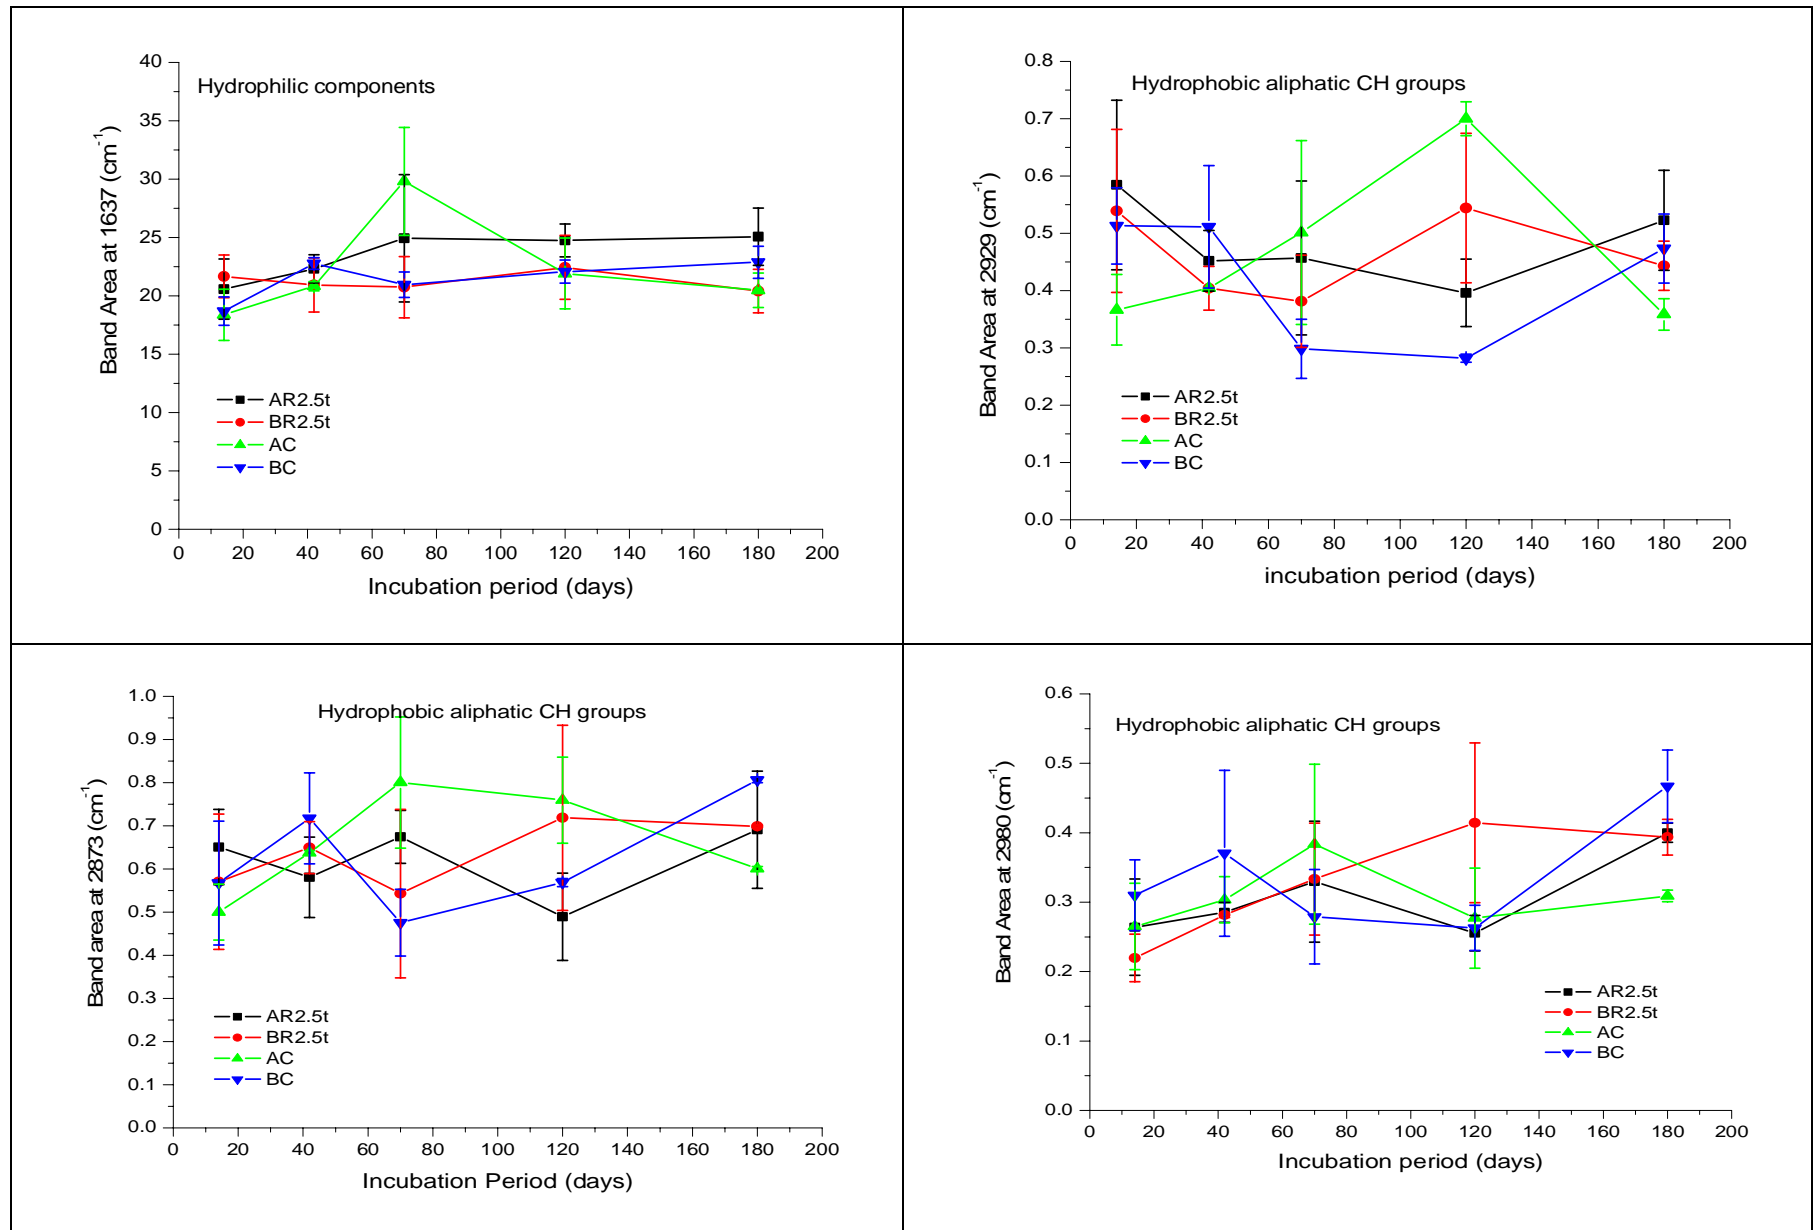 Hydrophilic components
Band Area at 1637 (cm⁻¹)
40
35
30
25
20
15
10
5
0
AR2.5t
BR2.5t
AC
BC
0 20 40 60 80 100 120 140 160 180 200
Incubation period (days)
Hydrophobic aliphatic CH groups
Band Area at 2929 (cm⁻¹)
0.8
0.7
0.6
0.5
0.4
0.3
0.2
0.1
0.0
AR2.5t
BR2.5t
AC
BC
0 20 40 60 80 100 120 140 160 180 200
incubation period (days)
Hydrophobic aliphatic CH groups
Band area at 2873 (cm⁻¹)
1.0
0.9
0.8
0.7
0.6
0.5
0.4
0.3
0.2
0.1
0.0
AR2.5t
BR2.5t
AC
BC
0 20 40 60 80 100 120 140 160 180 200
Incubation Period (days)
Hydrophobic aliphatic CH groups
Band Area at 2980 (cm⁻¹)
0.6
0.5
0.4
0.3
0.2
0.1
0.0
AR2.5t
BR2.5t
AC
BC
0 20 40 60 80 100 120 140 160 180 200
Incubation period (days)